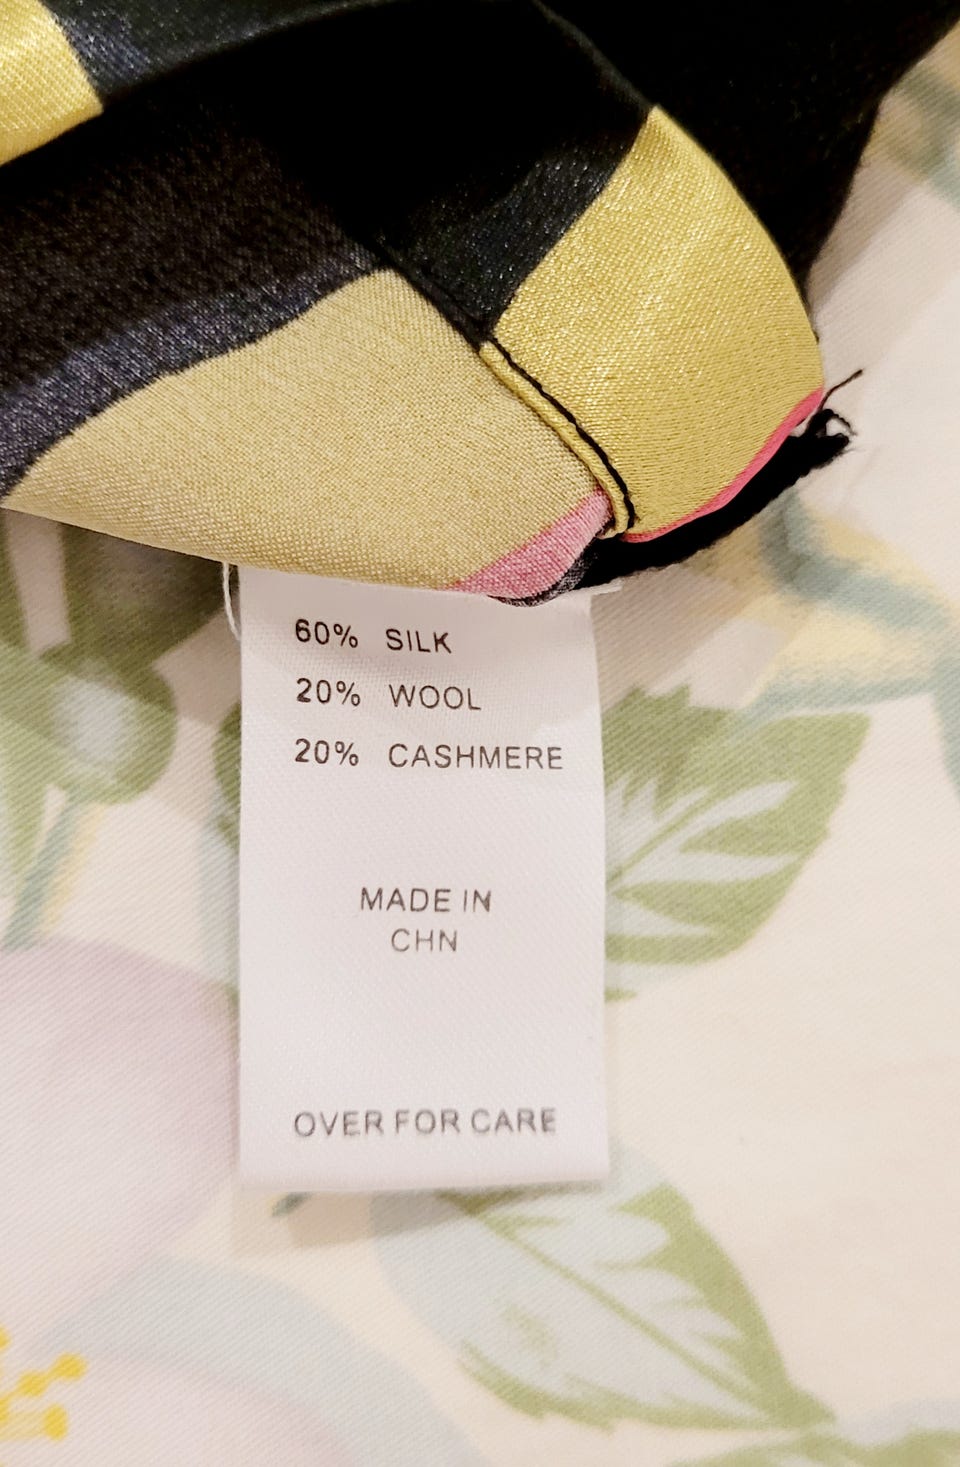 60% SILK
20% WOOL
20% CASHMERE
MADE IN
CHN
OVER FOR CARE